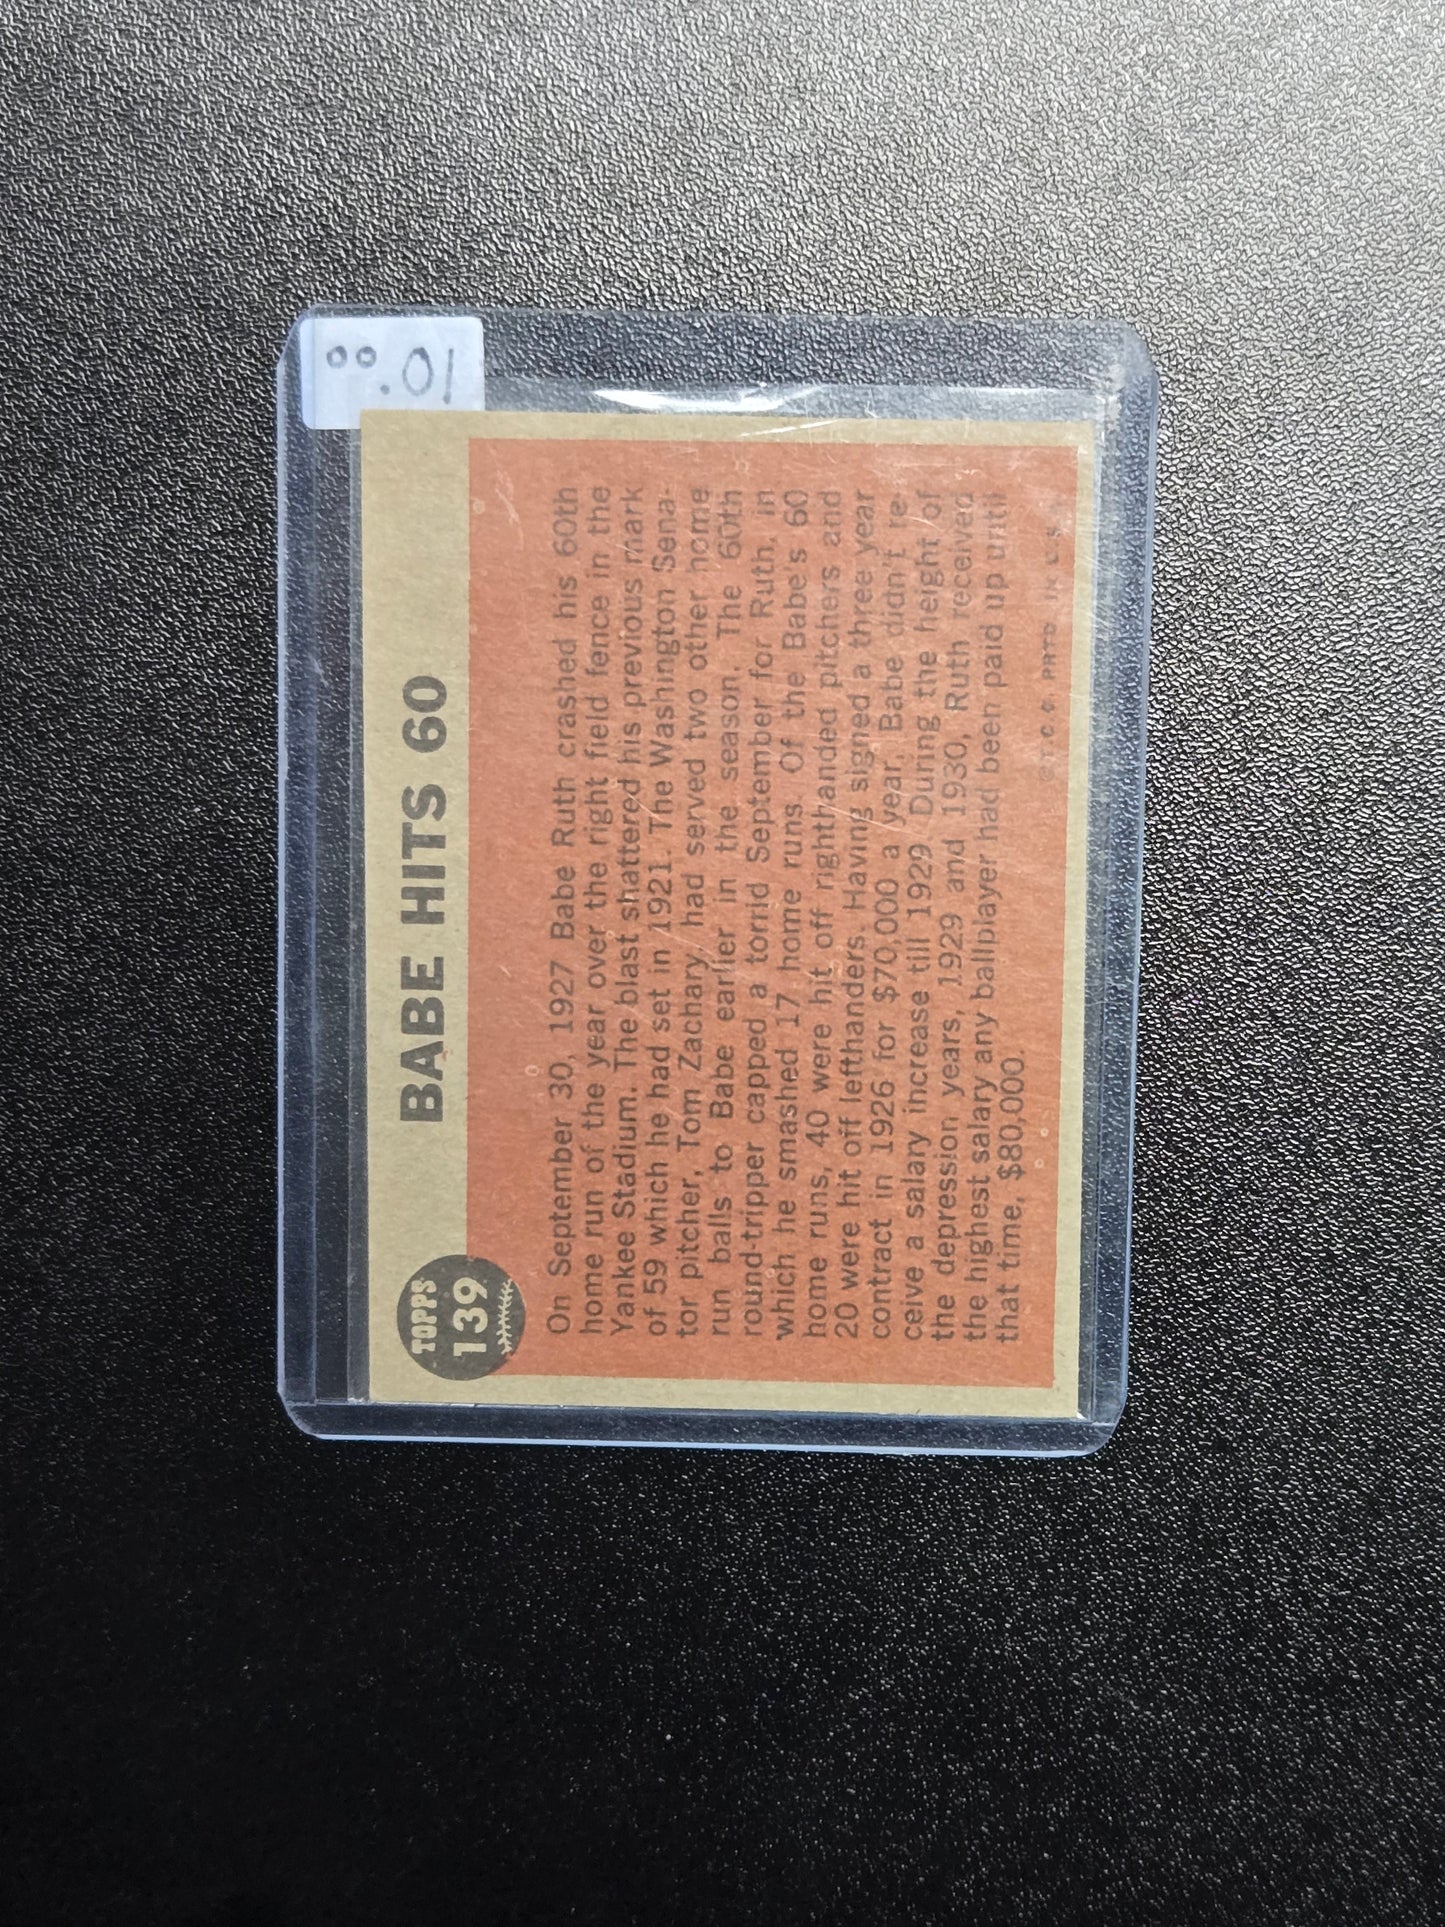 10.00
TOPPS
139
BABE HITS 60
On September 30, 1927 Babe Ruth crashed his 60th
home run of the year over the right field fence in the
Yankee Stadium. The blast shattered his previous mark
of 59 which he had set in 1921. The Washington Sena-
tor pitcher, Tom Zachary, had served two other home
run balls to Babe earlier in the season. The 60th
round-tripper capped a torrid September for Ruth, in
which he smashed 17 home runs. Of the Babe's 60
home runs, 40 were hit off righthanded pitchers and
20 were hit off lefthanders. Having signed a three year
contract in 1926 for $70,000 a year, Babe didn't re-
ceive a salary increase till 1929. During the height of
the depression years, 1929 and 1930, Ruth received
the highest salary any ballplayer had been paid up until
that time, $80,000.
©T.C.G. PRTD. IN U.S.